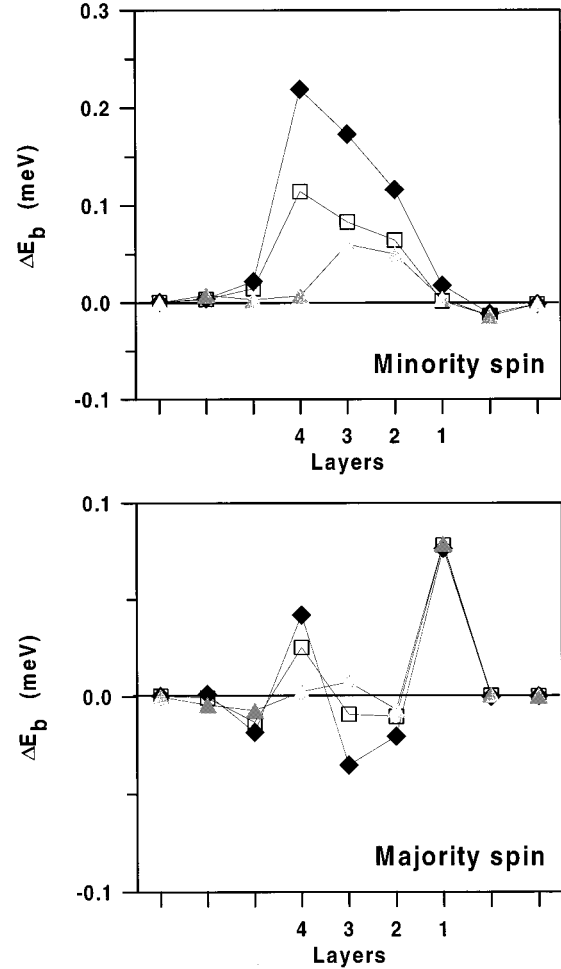 0.3
0.2
0.1
0.0
-0.1
ΔE_b (meV)
Minority spin
4 3 2 1
Layers
0.1
0.0
-0.1
ΔE_b (meV)
Majority spin
4 3 2 1
Layers